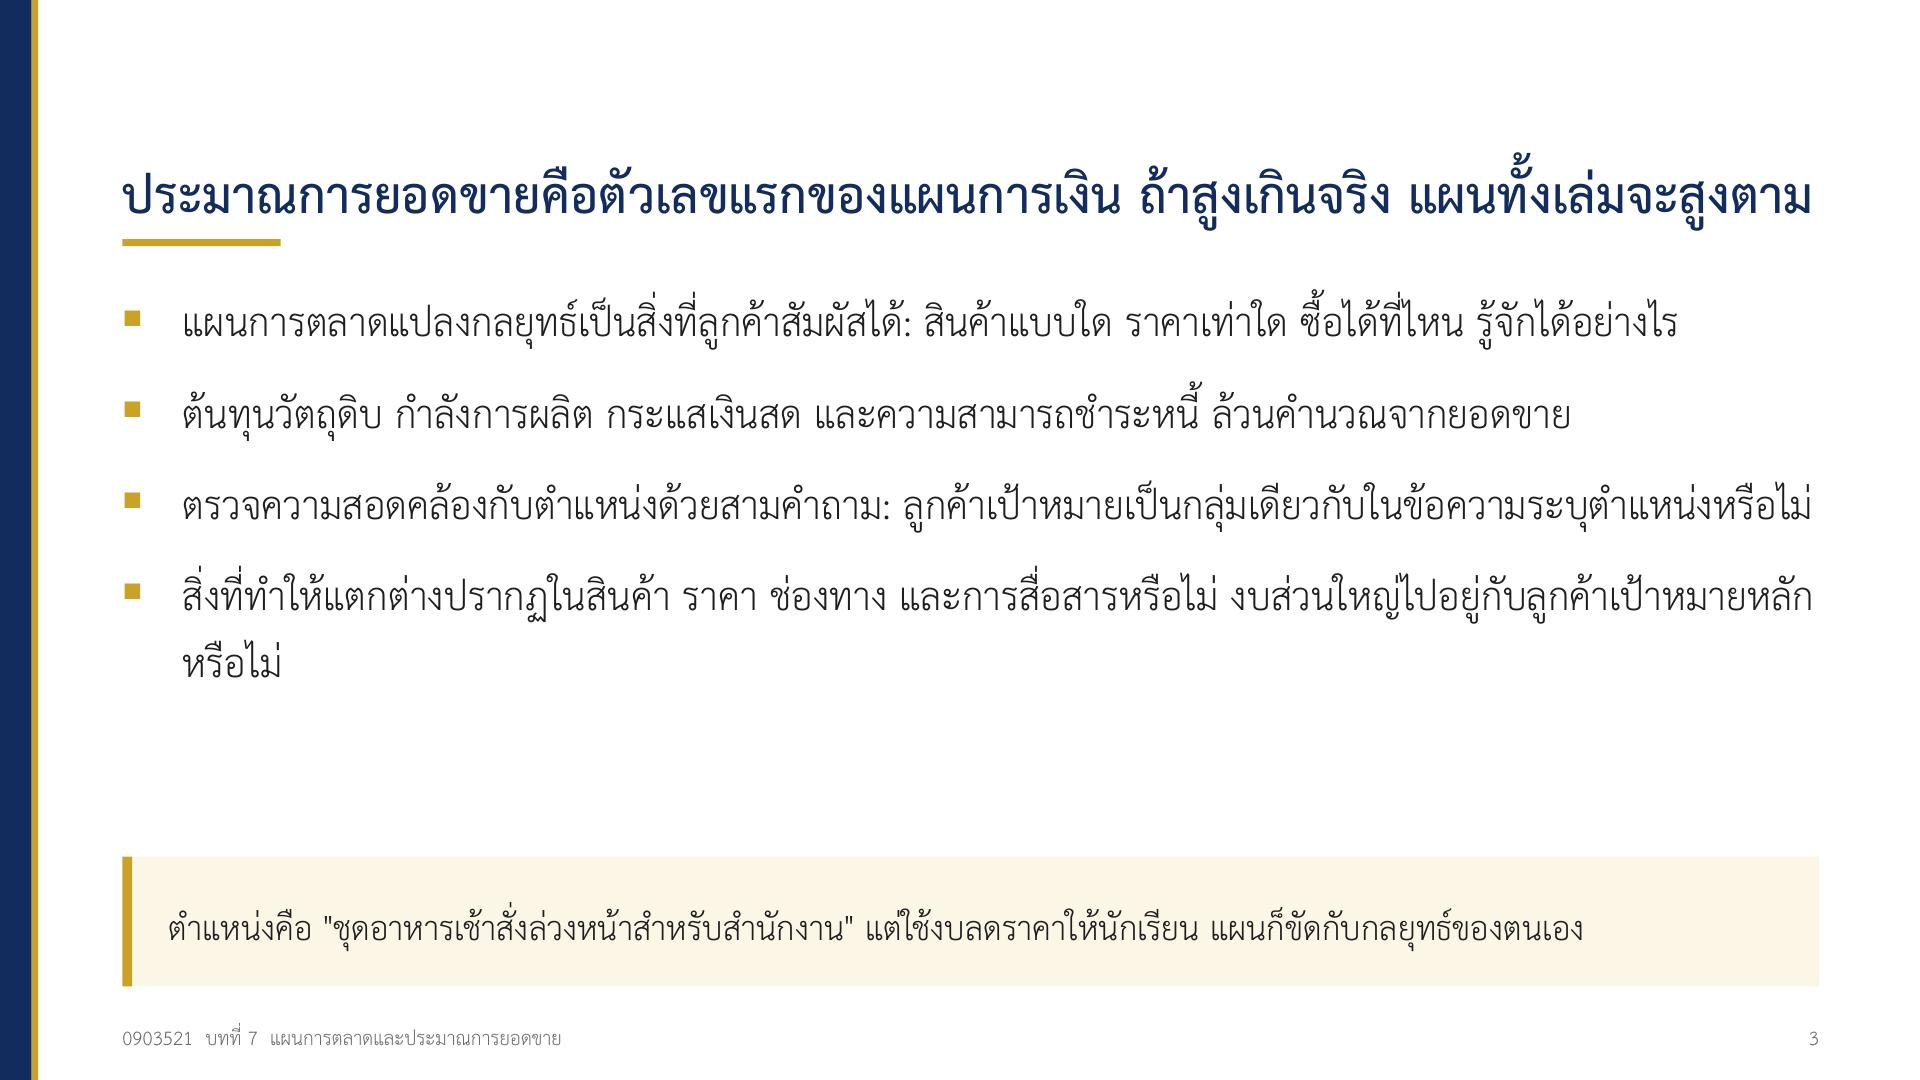 ประมาณการยอดขายคือตัวเลขแรกของแผนการเงิน ถ้าสูงเกินจริง แผนทั้งเล่มจะสูงตาม
แผนการตลาดแปลงกลยุทธ์เป็นสิ่งที่ลูกค้าสัมผัสได้: สินค้าแบบใด ราคาเท่าใด ซื้อได้ที่ไหน รู้จักได้อย่างไร
ต้นทุนวัตถุดิบ กำลังการผลิต กระแสเงินสด และความสามารถชำระหนี้ ล้วนคำนวณจากยอดขาย
ตรวจความสอดคล้องกับตำแหน่งด้วยสามคำถาม: ลูกค้าเป้าหมายเป็นกลุ่มเดียวกับในข้อความระบุตำแหน่งหรือไม่
สิ่งที่ทำให้แตกต่างปรากฏในสินค้า ราคา ช่องทาง และการสื่อสารหรือไม่ งบส่วนใหญ่ไปอยู่กับลูกค้าเป้าหมายหลัก
หรือไม่
ตำแหน่งคือ "ชุดอาหารเช้าสั่งล่วงหน้าสำหรับสำนักงาน" แต่ใช้งบลดราคาให้นักเรียน แผนก็ขัดกับกลยุทธ์ของตนเอง
0903521 บทที่ 7 แผนการตลาดและประมาณการยอดขาย
3